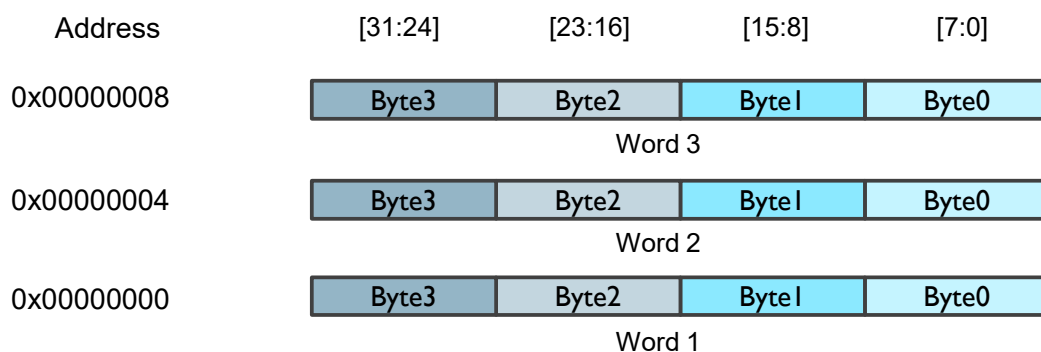 Address [31:24] [23:16] [15:8] [7:0]
0x00000008 Byte3 Byte2 Byte1 Byte0
Word 3
0x00000004 Byte3 Byte2 Byte1 Byte0
Word 2
0x00000000 Byte3 Byte2 Byte1 Byte0
Word 1